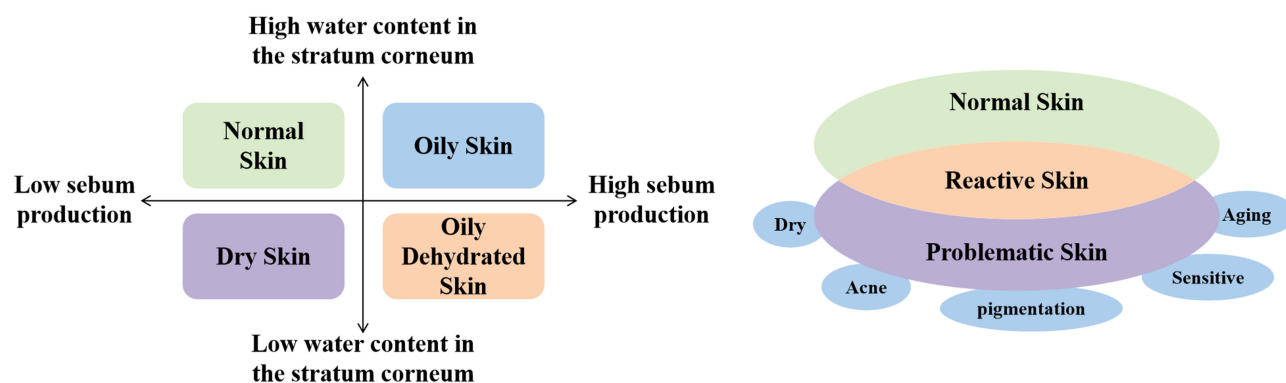 High water content in
the stratum corneum
Normal
Skin
Oily Skin
Low sebum
production
High sebum
production
Dry Skin
Oily
Dehydrated
Skin
Low water content in
the stratum corneum
Normal Skin
Reactive Skin
Problematic Skin
Dry
Aging
Acne
Sensitive
pigmentation